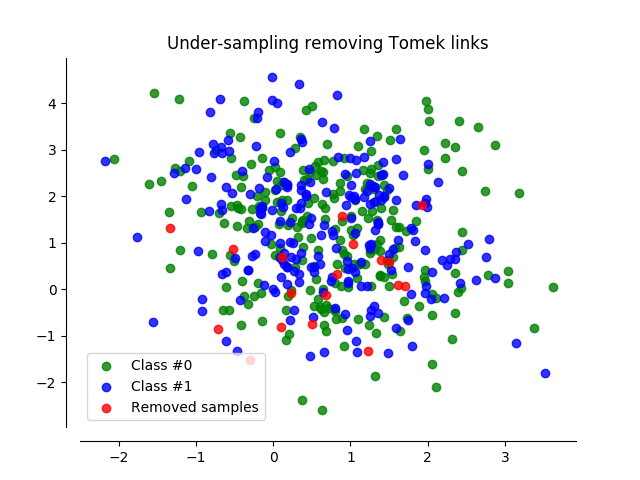 Under-sampling removing Tomek links
4
3
2
1
0
−1
−2
Class #0
Class #1
Removed samples
−2 −1 0 1 2 3